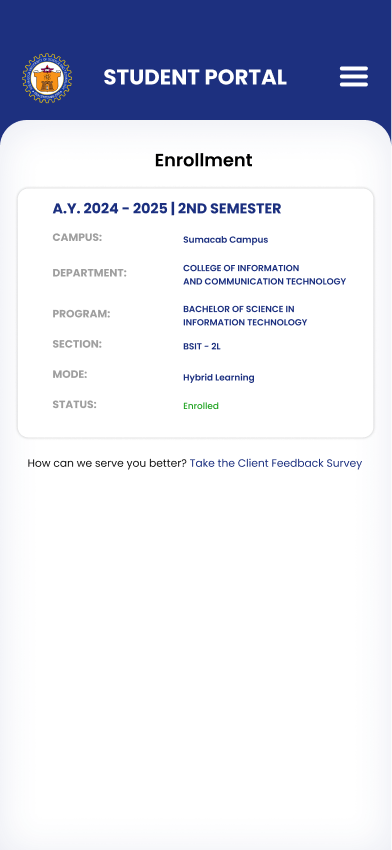 STUDENT PORTAL
Enrollment
A.Y. 2024 - 2025 | 2ND SEMESTER
CAMPUS: Sumacab Campus
DEPARTMENT: COLLEGE OF INFORMATION
AND COMMUNICATION TECHNOLOGY
PROGRAM: BACHELOR OF SCIENCE IN
INFORMATION TECHNOLOGY
SECTION: BSIT - 2L
MODE: Hybrid Learning
STATUS: Enrolled
How can we serve you better? Take the Client Feedback Survey